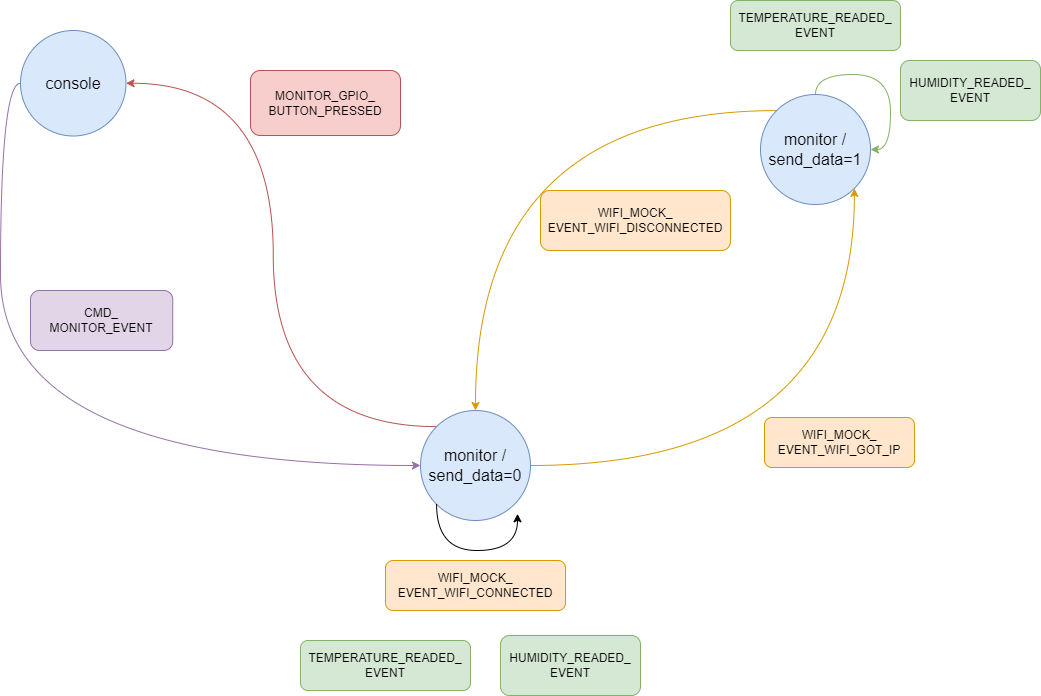 TEMPERATURE_READED_
EVENT
console
HUMIDITY_READED_
EVENT
MONITOR_GPIO_
BUTTON_PRESSED
monitor /
send_data=1
WIFI_MOCK_
EVENT_WIFI_DISCONNECTED
CMD_
MONITOR_EVENT
WIFI_MOCK_
EVENT_WIFI_GOT_IP
monitor /
send_data=0
WIFI_MOCK_
EVENT_WIFI_CONNECTED
TEMPERATURE_READED_
EVENT
HUMIDITY_READED_
EVENT